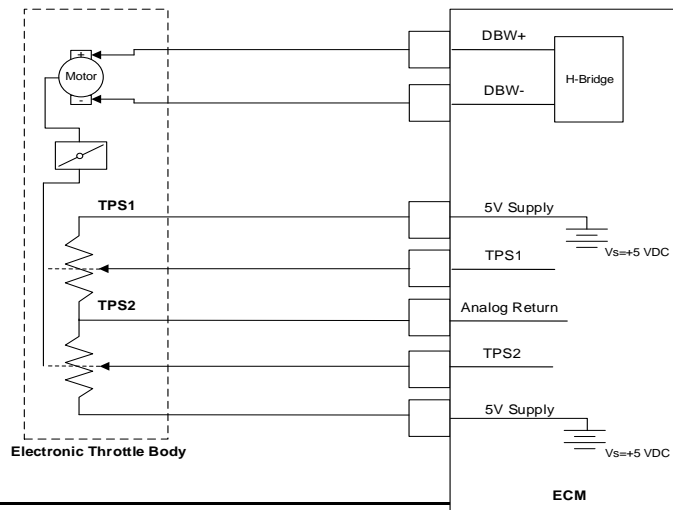 DBW+
+
Motor
H-Bridge
-
DBW-
TPS1
5V Supply
Vs=+5 VDC
TPS1
TPS2
Analog Return
TPS2
5V Supply
Electronic Throttle Body
Vs=+5 VDC
ECM